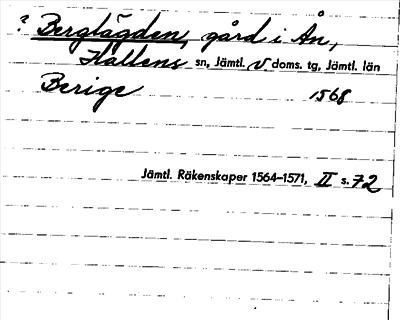 ? Berglägden, gård i Ån,
Hallens sn, Jämtl. v. doms. tg, Jämtl. län
Berige 1568
Jämtl. Räkenskaper 1564-1571, II s. 72